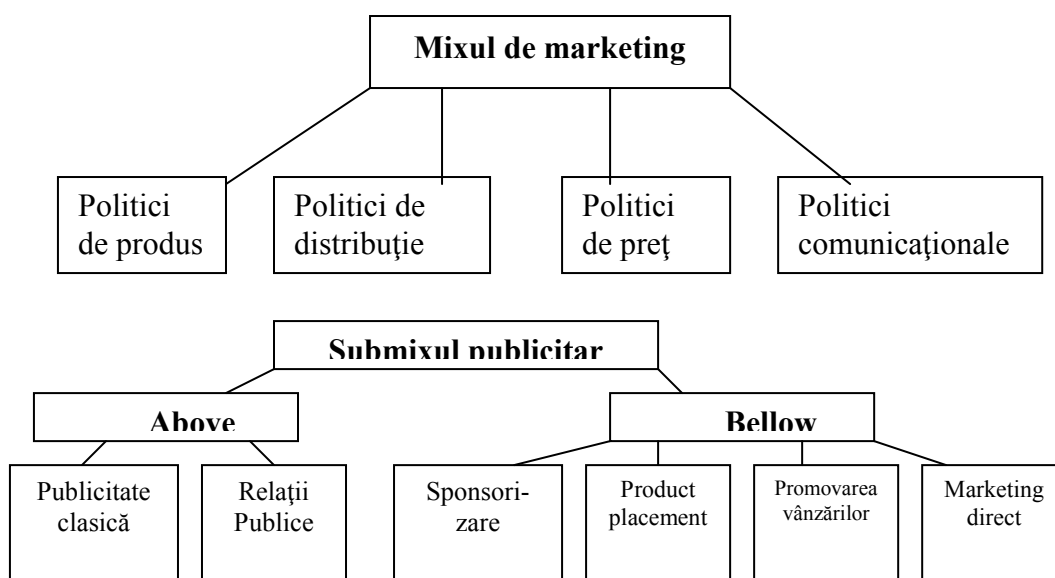 Mixul de marketing
Politici
de produs
Politici de
distribuţie
Politici
de preţ
Politici
comunicaţionale
Submixul publicitar
Above
Bellow
Publicitate
clasică
Relaţii
Publice
Sponsori-
zare
Product
placement
Promovarea
vânzărilor
Marketing
direct